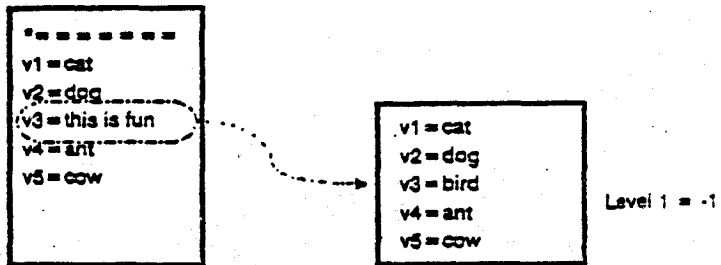 *=======
v1=cat
v2=dog
v3=this is fun
v4=ant
v5=cow
v1=cat
v2=dog
v3=bird
v4=ant
v5=cow
Level 1 = -1